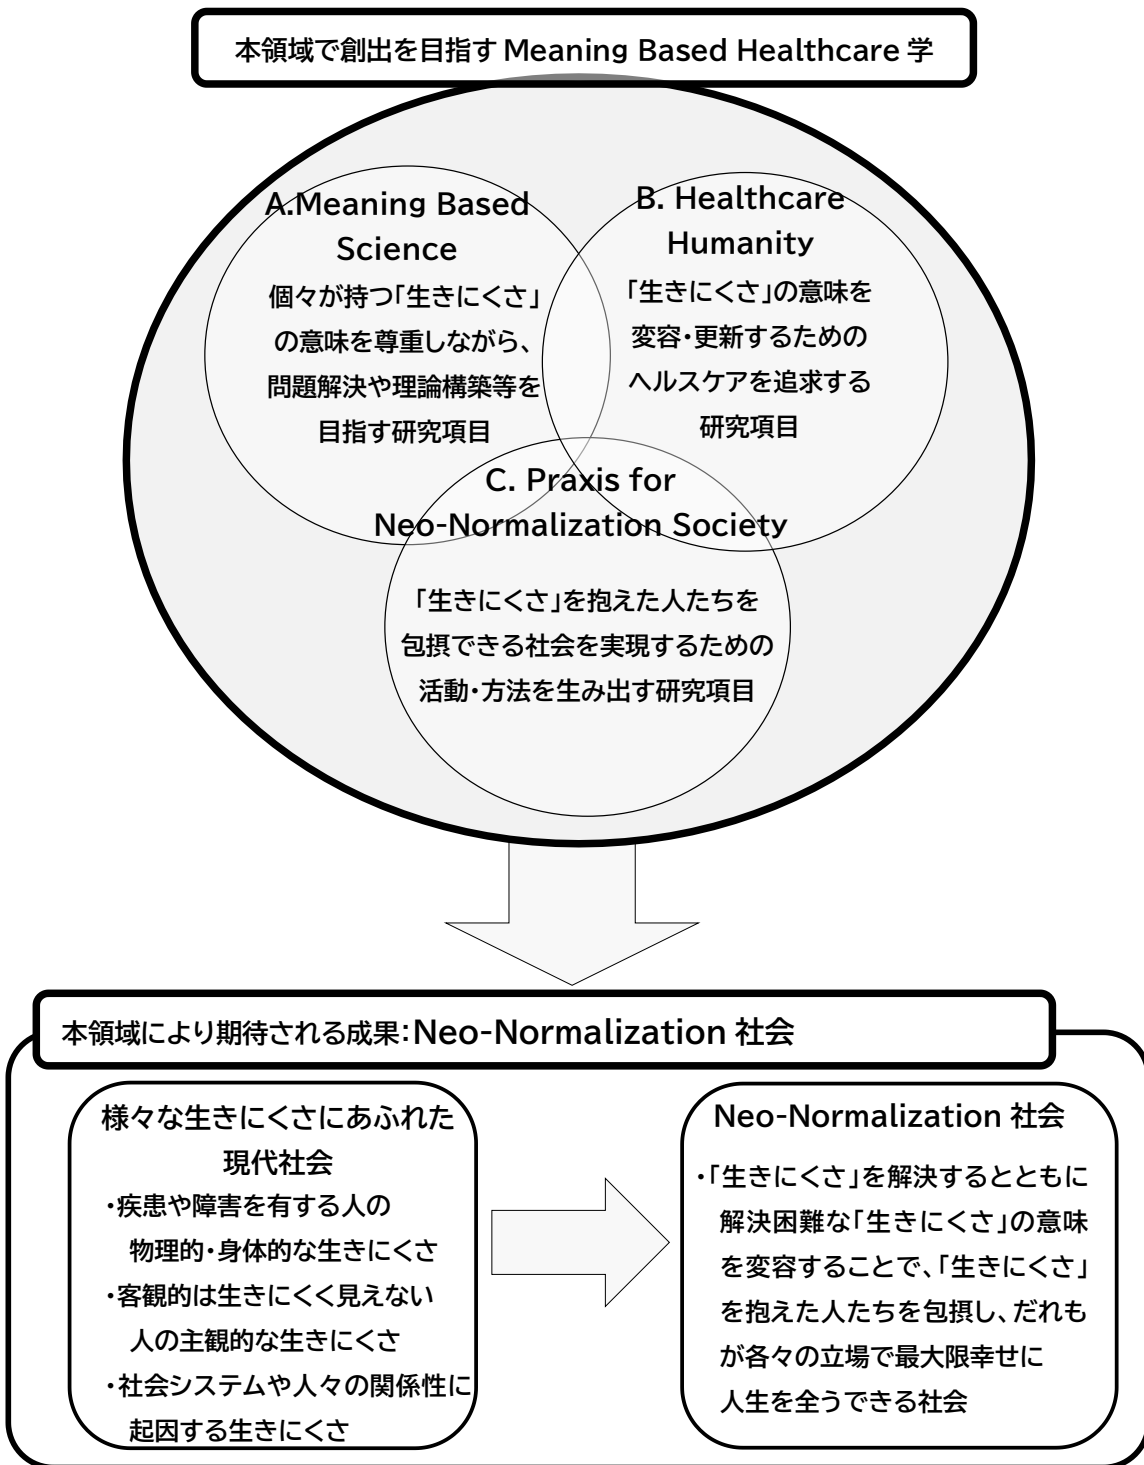 本領域で創出を目指す Meaning Based Healthcare 学
A.Meaning Based
Science
個々が持つ「生きにくさ」
の意味を尊重しながら、
問題解決や理論構築等を
目指す研究項目
B. Healthcare
Humanity
「生きにくさ」の意味を
変容・更新するための
ヘルスケアを追求する
研究項目
C. Praxis for
Neo-Normalization Society
「生きにくさ」を抱えた人たちを
包摂できる社会を実現するための
活動・方法を生み出す研究項目
本領域により期待される成果：Neo-Normalization 社会
様々な生きにくさにあふれた
現代社会
・疾患や障害を有する人の
物理的・身体的な生きにくさ
・客観的は生きにくく見えない
人の主観的な生きにくさ
・社会システムや人々の関係性に
起因する生きにくさ
Neo-Normalization 社会
・「生きにくさ」を解決するとともに
解決困難な「生きにくさ」の意味
を変容することで、「生きにくさ」
を抱えた人たちを包摂し、だれも
が各々の立場で最大限幸せに
人生を全うできる社会